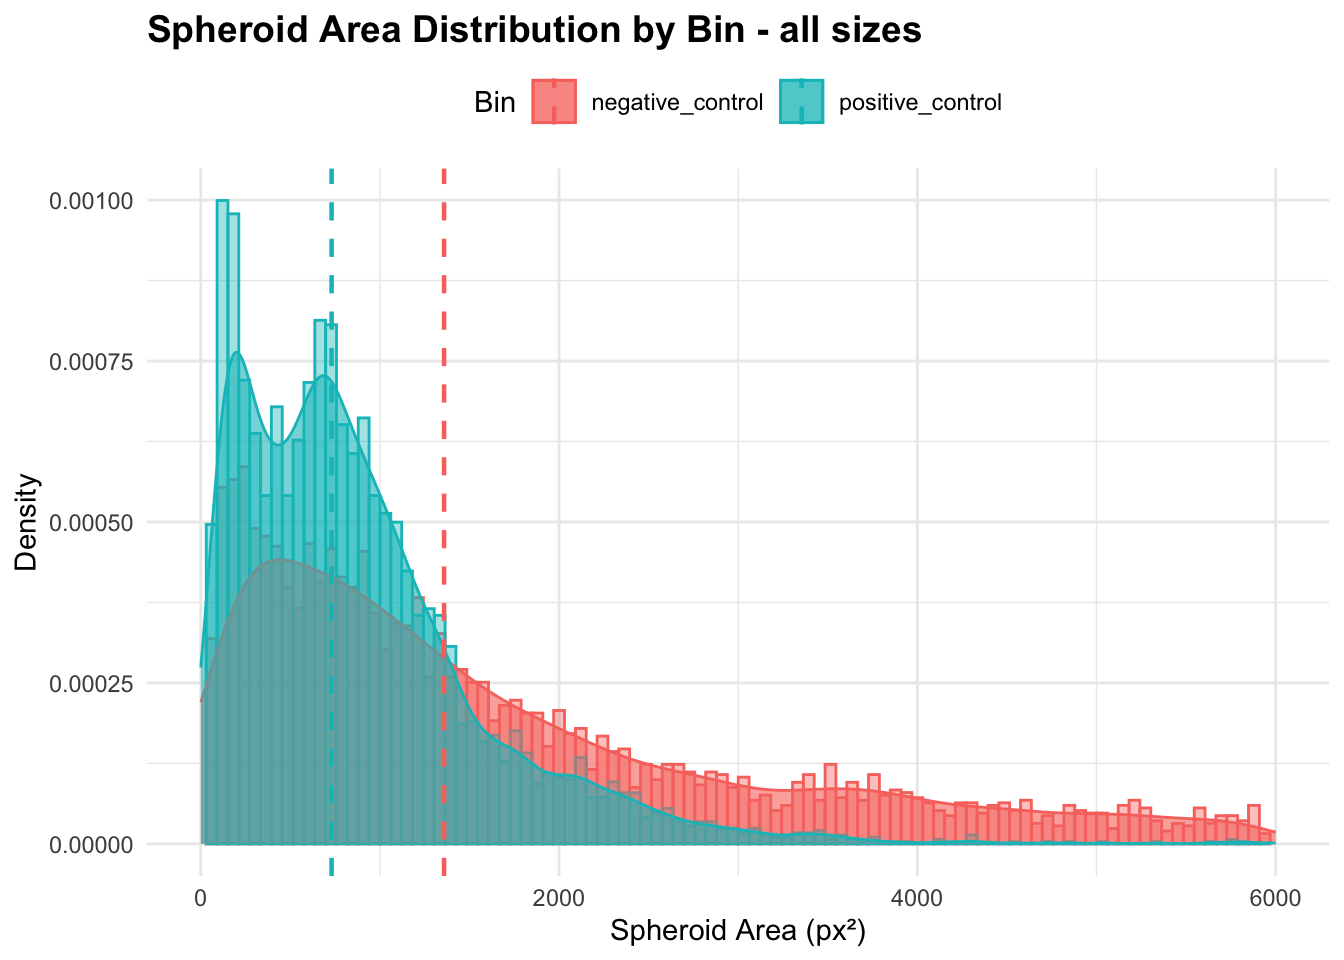 Spheroid Area Distribution by Bin - all sizes
Bin negative_control positive_control
0.00100
0.00075
0.00050
0.00025
0.00000
Density
0 2000 4000 6000
Spheroid Area (px²)